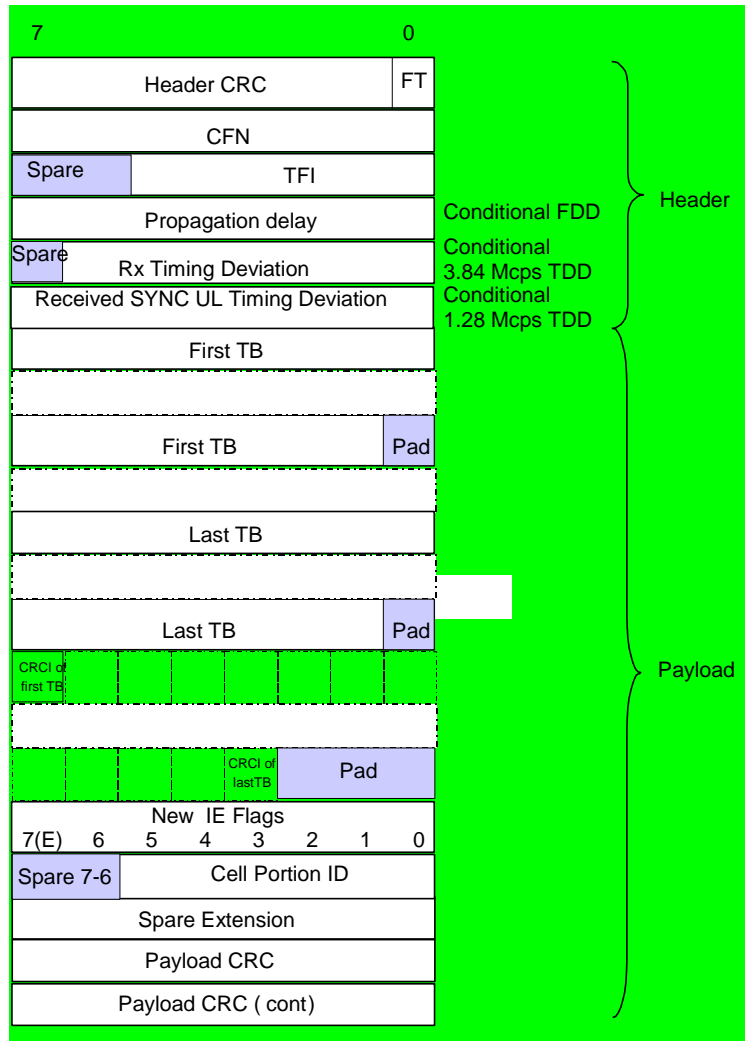 7 0
Header CRC FT
CFN
Spare TFI
Propagation delay Conditional FDD
Header
Spare Rx Timing Deviation Conditional
3.84 Mcps TDD
Received SYNC UL Timing Deviation Conditional
1.28 Mcps TDD
First TB
First TB Pad
Last TB
Last TB Pad
CRCI of
first TB
Payload
CRCI of
lastTB
Pad
New IE Flags
7(E) 6 5 4 3 2 1 0
Spare 7-6 Cell Portion ID
Spare Extension
Payload CRC
Payload CRC ( cont)